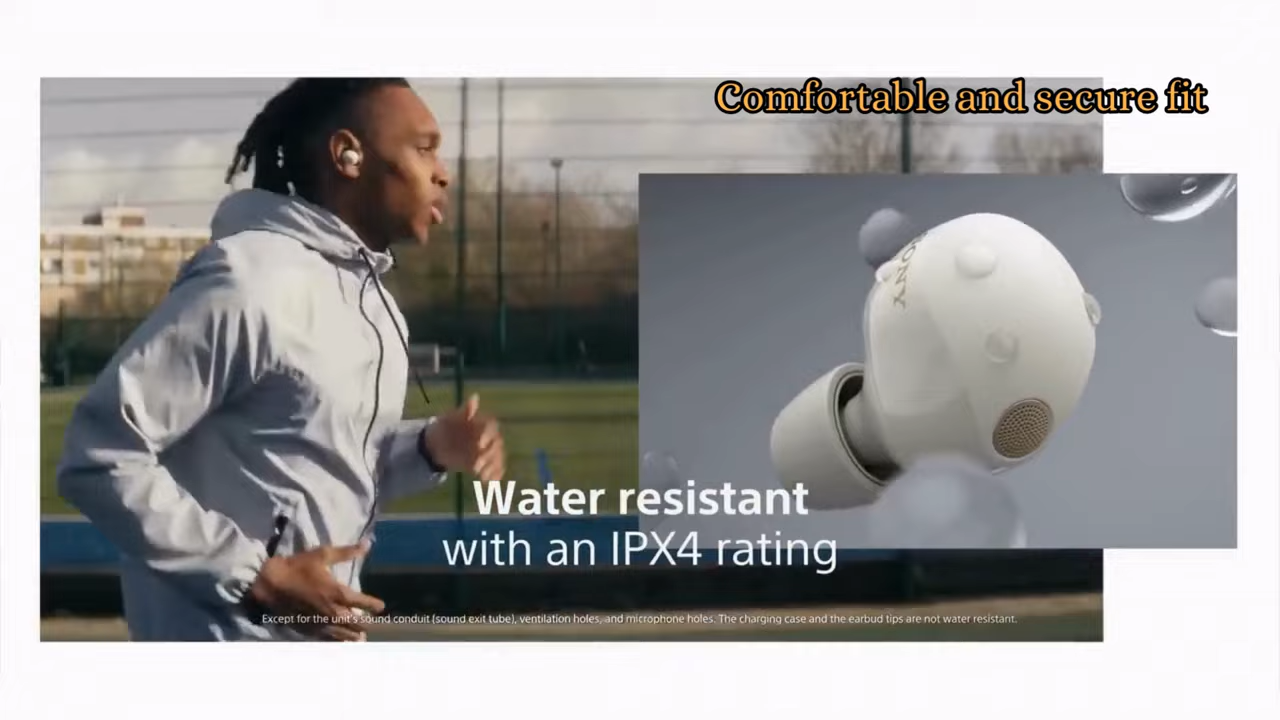 Comfortable and secure fit
SONY
Water resistant
with an IPX4 rating
Except for the unit's sound conduit (sound exit tube), ventilation holes, and microphone holes. The charging case and the earbud tips are not water resistant.